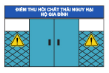 ĐIỂM THU HỒI CHẤT THẢI NGUY HẠI
HỘ GIA ĐÌNH